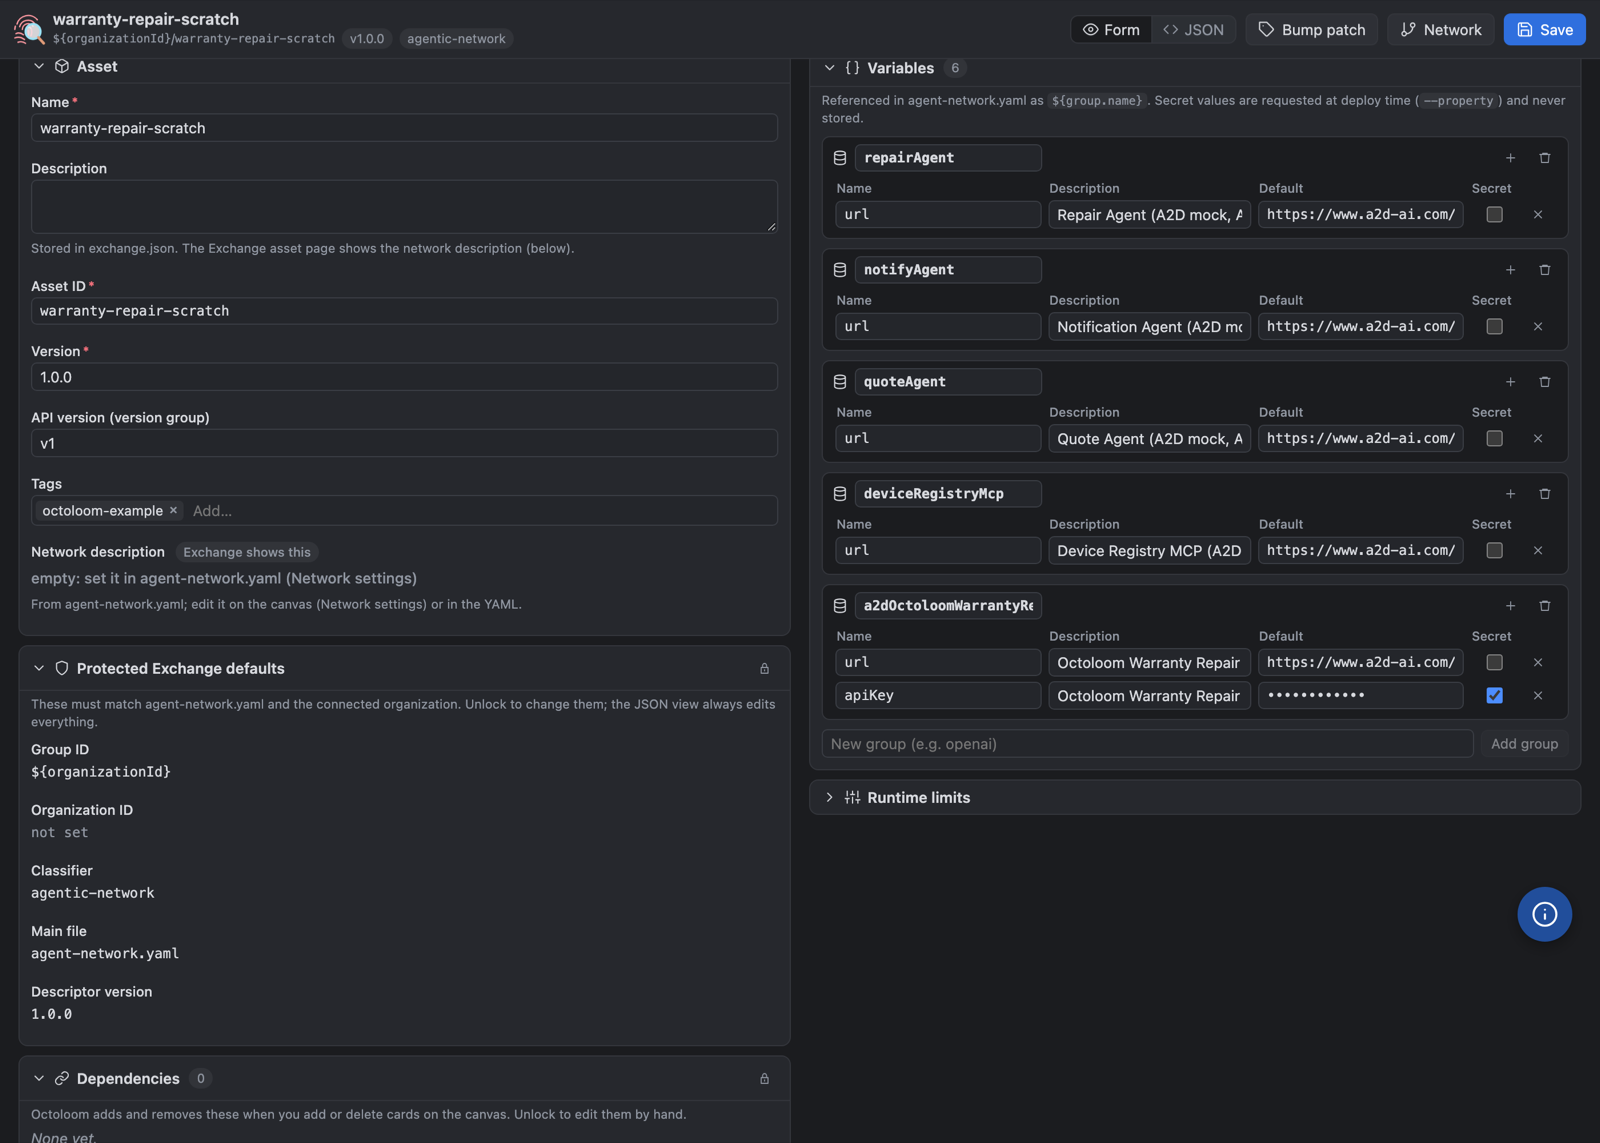 warranty-repair-scratch
${organizationId}/warranty-repair-scratch
v1.0.0
agentic-network
Form
<> JSON
Bump patch
Network
Save
Asset
Name*
warranty-repair-scratch
Description
Stored in exchange.json. The Exchange asset page shows the network description (below).
Asset ID*
warranty-repair-scratch
Version*
1.0.0
API version (version group)
v1
Tags
octoloom-example ×
Add...
Network description
Exchange shows this
empty: set it in agent-network.yaml (Network settings)
From agent-network.yaml; edit it on the canvas (Network settings) or in the YAML.
Protected Exchange defaults
These must match agent-network.yaml and the connected organization. Unlock to change them; the JSON view always edits
everything.
Group ID
${organizationId}
Organization ID
not set
Classifier
agentic-network
Main file
agent-network.yaml
Descriptor version
1.0.0
Dependencies 0
Octoloom adds and removes these when you add or delete cards on the canvas. Unlock to edit them by hand.
None yet.
{} Variables 6
Referenced in agent-network.yaml as ${group.name}. Secret values are requested at deploy time (--property) and never
stored.
repairAgent
Name Description Default Secret
url Repair Agent (A2D mock, A https://www.a2d-ai.com/
notifyAgent
Name Description Default Secret
url Notification Agent (A2D mo https://www.a2d-ai.com/
quoteAgent
Name Description Default Secret
url Quote Agent (A2D mock, A https://www.a2d-ai.com/
deviceRegistryMcp
Name Description Default Secret
url Device Registry MCP (A2D https://www.a2d-ai.com/
a2dOctoloomWarrantyRe
Name Description Default Secret
url Octoloom Warranty Repair https://www.a2d-ai.com/
apiKey Octoloom Warranty Repair ••••••••••••
New group (e.g. openai)
Add group
Runtime limits